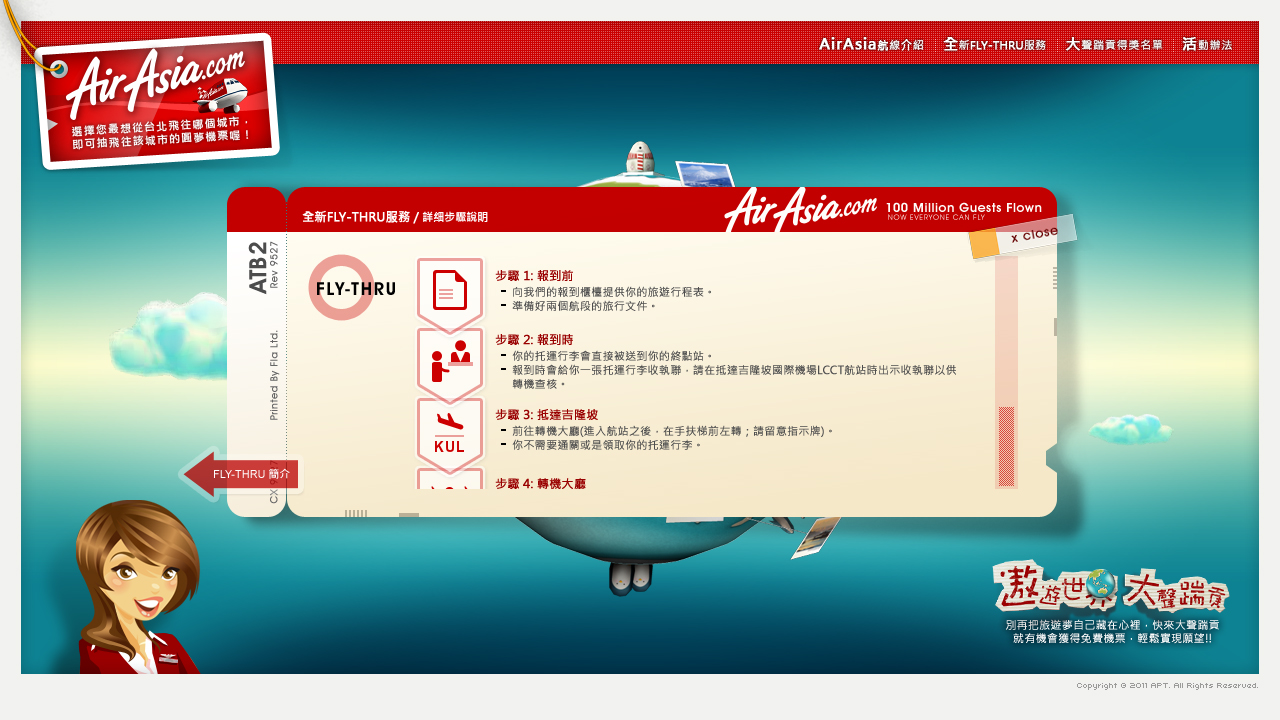 AirAsia航線介紹
全新FLY-THRU服務
大聲踹貢得獎名單
活動辦法
AirAsia.com
選擇您最想從台北飛往哪個城市，
即可抽飛往該城市的圓夢機票喔！
全新FLY-THRU服務 / 詳細步驟說明
AirAsia.com
100 Million Guests Flown
NOW EVERYONE CAN FLY
x close
ATB2
Rev 9527
Printed By Fla Ltd.
FLY-THRU
步驟 1: 報到前
- 向我們的報到櫃檯提供你的旅遊行程表。
- 準備好兩個航段的旅行文件。
步驟 2: 報到時
- 你的托運行李會直接被送到你的終點站。
- 報到時會給你一張托運行李收執聯，請在抵達吉隆坡國際機場LCCT航站時出示收執聯以供
轉機查核。
KUL
步驟 3: 抵達吉隆坡
- 前往轉機大廳(進入航站之後，在手扶梯前左轉；請留意指示牌)。
- 你不需要通關或是領取你的托運行李。
步驟 4: 轉機大廳
FLY-THRU 簡介
遨遊世界 大聲踹貢
別再把旅遊夢自己藏在心裡，快來大聲踹貢
就有機會獲得免費機票，輕鬆實現願望!!
Copyright © 2011 APT. All Rights Reserved.